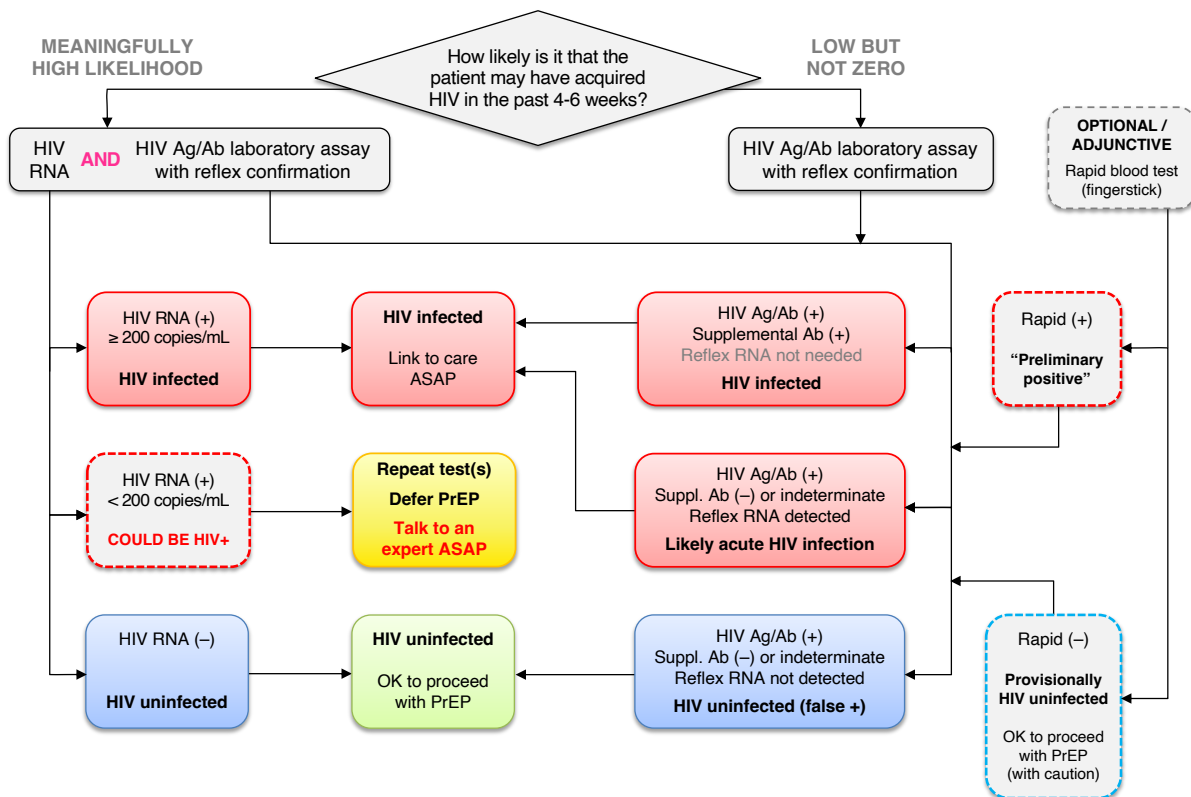 MEANINGFULLY
HIGH LIKELIHOOD
How likely is it that the
patient may have acquired
HIV in the past 4-6 weeks?
LOW BUT
NOT ZERO
HIV
RNA
AND
HIV Ag/Ab laboratory assay
with reflex confirmation
HIV Ag/Ab laboratory assay
with reflex confirmation
OPTIONAL /
ADJUNCTIVE
Rapid blood test
(fingerstick)
HIV RNA (+)
≥ 200 copies/mL
HIV infected
HIV infected
Link to care
ASAP
HIV Ag/Ab (+)
Supplemental Ab (+)
Reflex RNA not needed
HIV infected
Rapid (+)
“Preliminary
positive”
HIV RNA (+)
< 200 copies/mL
COULD BE HIV+
Repeat test(s)
Defer PrEP
Talk to an
expert ASAP
HIV Ag/Ab (+)
Suppl. Ab (–) or indeterminate
Reflex RNA detected
Likely acute HIV infection
HIV RNA (–)
HIV uninfected
HIV uninfected
OK to proceed
with PrEP
HIV Ag/Ab (+)
Suppl. Ab (–) or indeterminate
Reflex RNA not detected
HIV uninfected (false +)
Rapid (–)
Provisionally
HIV uninfected
OK to proceed
with PrEP
(with caution)